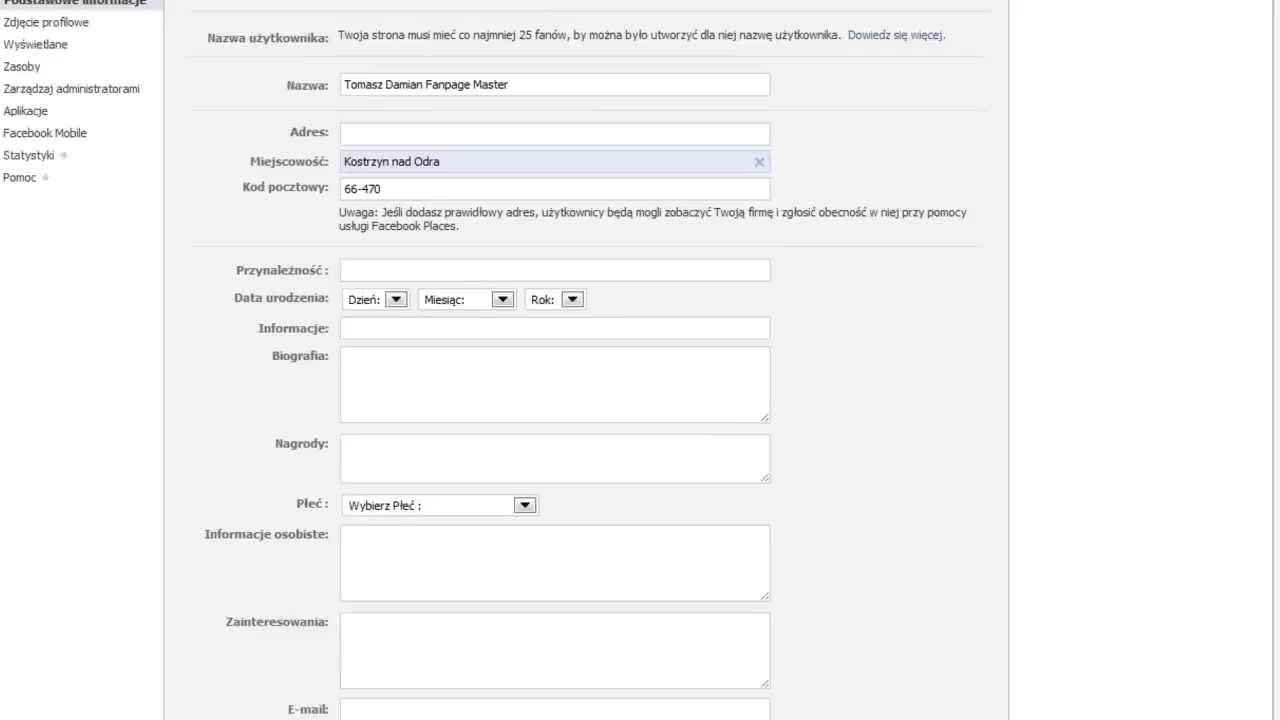 Podstawowe informacje
Zdjęcie profilowe
Wyświetlane
Zasoby
Zarządzaj administratorami
Aplikacje
Facebook Mobile
Statystyki
Pomoc
Nazwa użytkownika: Twoja strona musi mieć co najmniej 25 fanów, by można było utworzyć dla niej nazwę użytkownika. Dowiedz się więcej.
Nazwa: Tomasz Damian Fanpage Master
Adres:
Miejscowość: Kostrzyn nad Odra
Kod pocztowy: 66-470
Uwaga: Jeśli dodasz prawidłowy adres, użytkownicy będą mogli zobaczyć Twoją firmę i zgłosić obecność w niej przy pomocy
usługi Facebook Places.
Przynależność :
Data urodzenia: Dzień: Miesiąc: Rok:
Informacje:
Biografia:
Nagrody:
Płeć : Wybierz Płeć :
Informacje osobiste:
Zainteresowania:
E-mail: